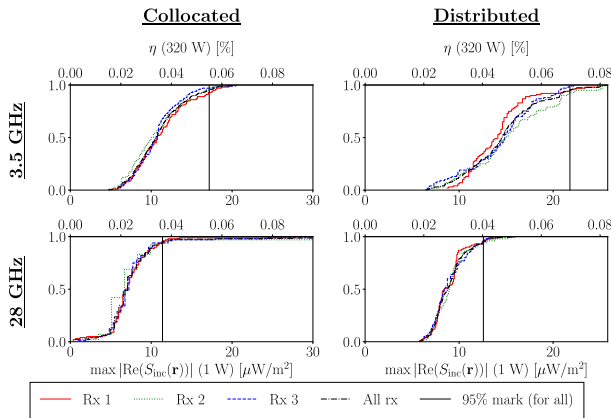 Collocated Distributed
η (320 W) [%] η (320 W) [%]
0.00 0.02 0.04 0.06 0.08 0.00 0.02 0.04 0.06 0.08
3.5 GHz
1.0 1.0
0.5 0.5
0.0 0.0
0 10 20 30 0 10 20
0.00 0.02 0.04 0.06 0.08 0.00 0.02 0.04 0.06 0.08
28 GHz
1.0 1.0
0.5 0.5
0.0 0.0
0 10 20 30 0 10 20
max |Re(S_inc(r))| (1 W) [μW/m²] max |Re(S_inc(r))| (1 W) [μW/m²]
Rx 1 Rx 2 Rx 3 All rx 95% mark (for all)